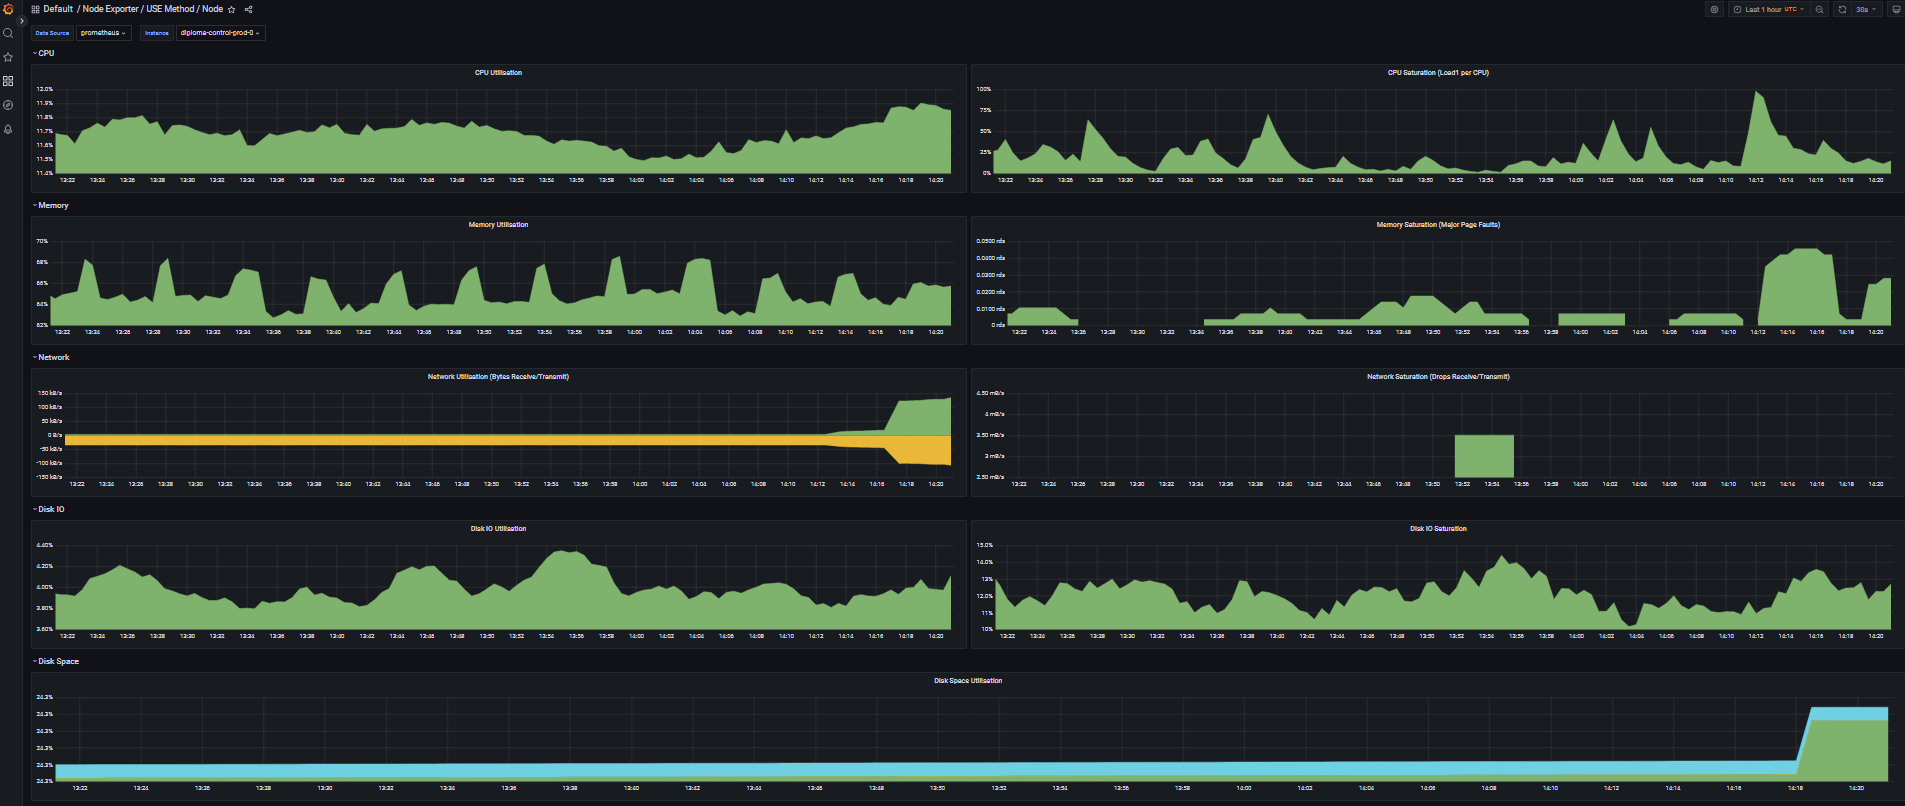 Default / Node Exporter / USE Method / Node
Last 1 hour UTC
30s
Data Source prometheus Instance diploma-control-prod-0
CPU
CPU Utilisation
12.0%
11.9%
11.8%
11.7%
11.6%
11.5%
11.4%
13:22 13:24 13:26 13:28 13:30 13:32 13:34 13:36 13:38 13:40 13:42 13:44 13:46 13:48 13:50 13:52 13:54 13:56 13:58 14:00 14:02 14:04 14:06 14:08 14:10 14:12 14:14 14:16 14:18 14:20
CPU Saturation (Load1 per CPU)
100%
75%
50%
25%
0%
13:22 13:24 13:26 13:28 13:30 13:32 13:34 13:36 13:38 13:40 13:42 13:44 13:46 13:48 13:50 13:52 13:54 13:56 13:58 14:00 14:02 14:04 14:06 14:08 14:10 14:12 14:14 14:16 14:18 14:20
Memory
Memory Utilisation
70%
68%
66%
64%
62%
13:22 13:24 13:26 13:28 13:30 13:32 13:34 13:36 13:38 13:40 13:42 13:44 13:46 13:48 13:50 13:52 13:54 13:56 13:58 14:00 14:02 14:04 14:06 14:08 14:10 14:12 14:14 14:16 14:18 14:20
Memory Saturation (Major Page Faults)
0.0500 rds
0.0400 rds
0.0300 rds
0.0200 rds
0.0100 rds
0 rds
13:22 13:24 13:26 13:28 13:30 13:32 13:34 13:36 13:38 13:40 13:42 13:44 13:46 13:48 13:50 13:52 13:54 13:56 13:58 14:00 14:02 14:04 14:06 14:08 14:10 14:12 14:14 14:16 14:18 14:20
Network
Network Utilisation (Bytes Receive/Transmit)
150 kB/s
100 kB/s
50 kB/s
0 B/s
-50 kB/s
-100 kB/s
-150 kB/s
13:22 13:24 13:26 13:28 13:30 13:32 13:34 13:36 13:38 13:40 13:42 13:44 13:46 13:48 13:50 13:52 13:54 13:56 13:58 14:00 14:02 14:04 14:06 14:08 14:10 14:12 14:14 14:16 14:18 14:20
Network Saturation (Drops Receive/Transmit)
4.50 mB/s
4 mB/s
3.50 mB/s
3 mB/s
2.50 mB/s
13:22 13:24 13:26 13:28 13:30 13:32 13:34 13:36 13:38 13:40 13:42 13:44 13:46 13:48 13:50 13:52 13:54 13:56 13:58 14:00 14:02 14:04 14:06 14:08 14:10 14:12 14:14 14:16 14:18 14:20
Disk IO
Disk IO Utilisation
4.40%
4.20%
4.00%
3.80%
3.60%
13:22 13:24 13:26 13:28 13:30 13:32 13:34 13:36 13:38 13:40 13:42 13:44 13:46 13:48 13:50 13:52 13:54 13:56 13:58 14:00 14:02 14:04 14:06 14:08 14:10 14:12 14:14 14:16 14:18 14:20
Disk IO Saturation
15.0%
14.0%
13%
12.0%
11%
10%
13:22 13:24 13:26 13:28 13:30 13:32 13:34 13:36 13:38 13:40 13:42 13:44 13:46 13:48 13:50 13:52 13:54 13:56 13:58 14:00 14:02 14:04 14:06 14:08 14:10 14:12 14:14 14:16 14:18 14:20
Disk Space
Disk Space Utilisation
24.3%
24.3%
24.3%
24.3%
24.3%
24.3%
13:22 13:24 13:26 13:28 13:30 13:32 13:34 13:36 13:38 13:40 13:42 13:44 13:46 13:48 13:50 13:52 13:54 13:56 13:58 14:00 14:02 14:04 14:06 14:08 14:10 14:12 14:14 14:16 14:18 14:20